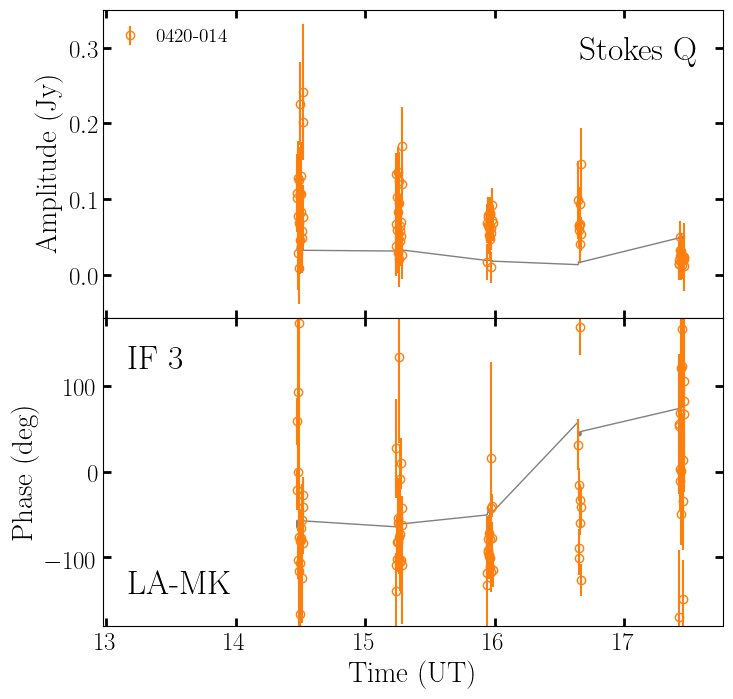 0420-014
Stokes Q
0.3
0.2
0.1
0.0
Amplitude (Jy)
IF 3
100
0
−100
Phase (deg)
LA-MK
13 14 15 16 17
Time (UT)